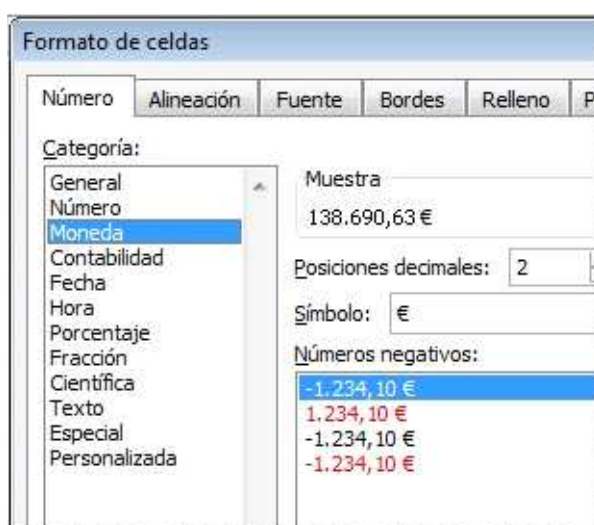 Formato de celdas
Número Alineación Fuente Bordes Relleno P
Categoría:
General
Número
Moneda
Contabilidad
Fecha
Hora
Porcentaje
Fracción
Científica
Texto
Especial
Personalizada
Muestra
138.690,63 €
Posiciones decimales: 2
Símbolo: €
Números negativos:
-1.234,10 €
1.234,10 €
-1.234,10 €
-1.234,10 €